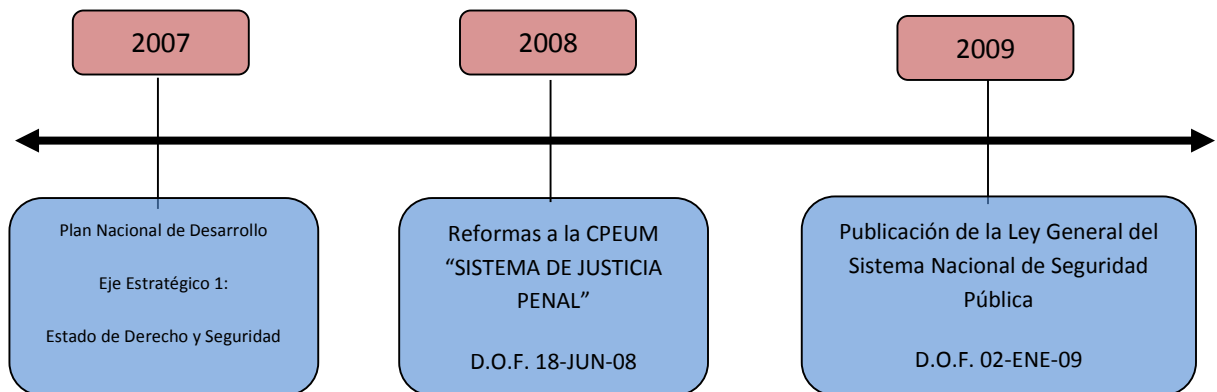 2007
2008
2009
Plan Nacional de Desarrollo
Eje Estratégico 1:
Estado de Derecho y Seguridad
Reformas a la CPEUM
“SISTEMA DE JUSTICIA
PENAL”
D.O.F. 18-JUN-08
Publicación de la Ley General del
Sistema Nacional de Seguridad
Pública
D.O.F. 02-ENE-09